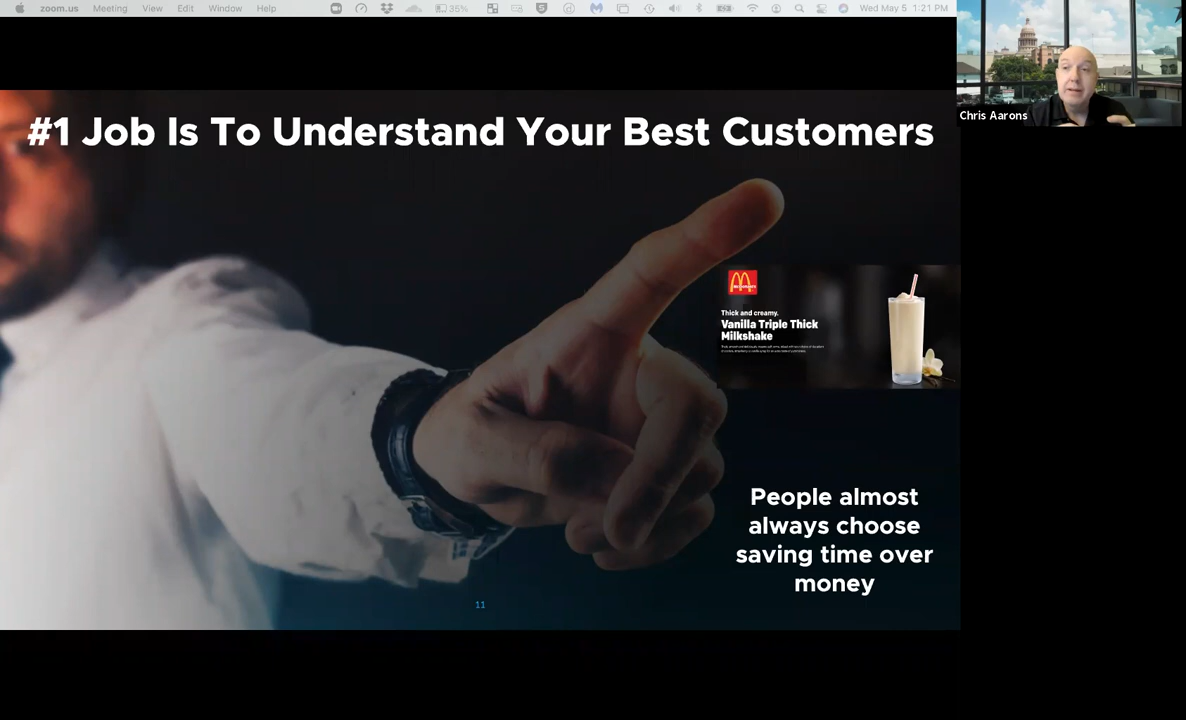 zoom.us Meeting View Edit Window Help 35% Wed May 5 1:21 PM
Chris Aarons
#1 Job Is To Understand Your Best Customers
Thick and creamy.
Vanilla Triple Thick
Milkshake
People almost
always choose
saving time over
money
11